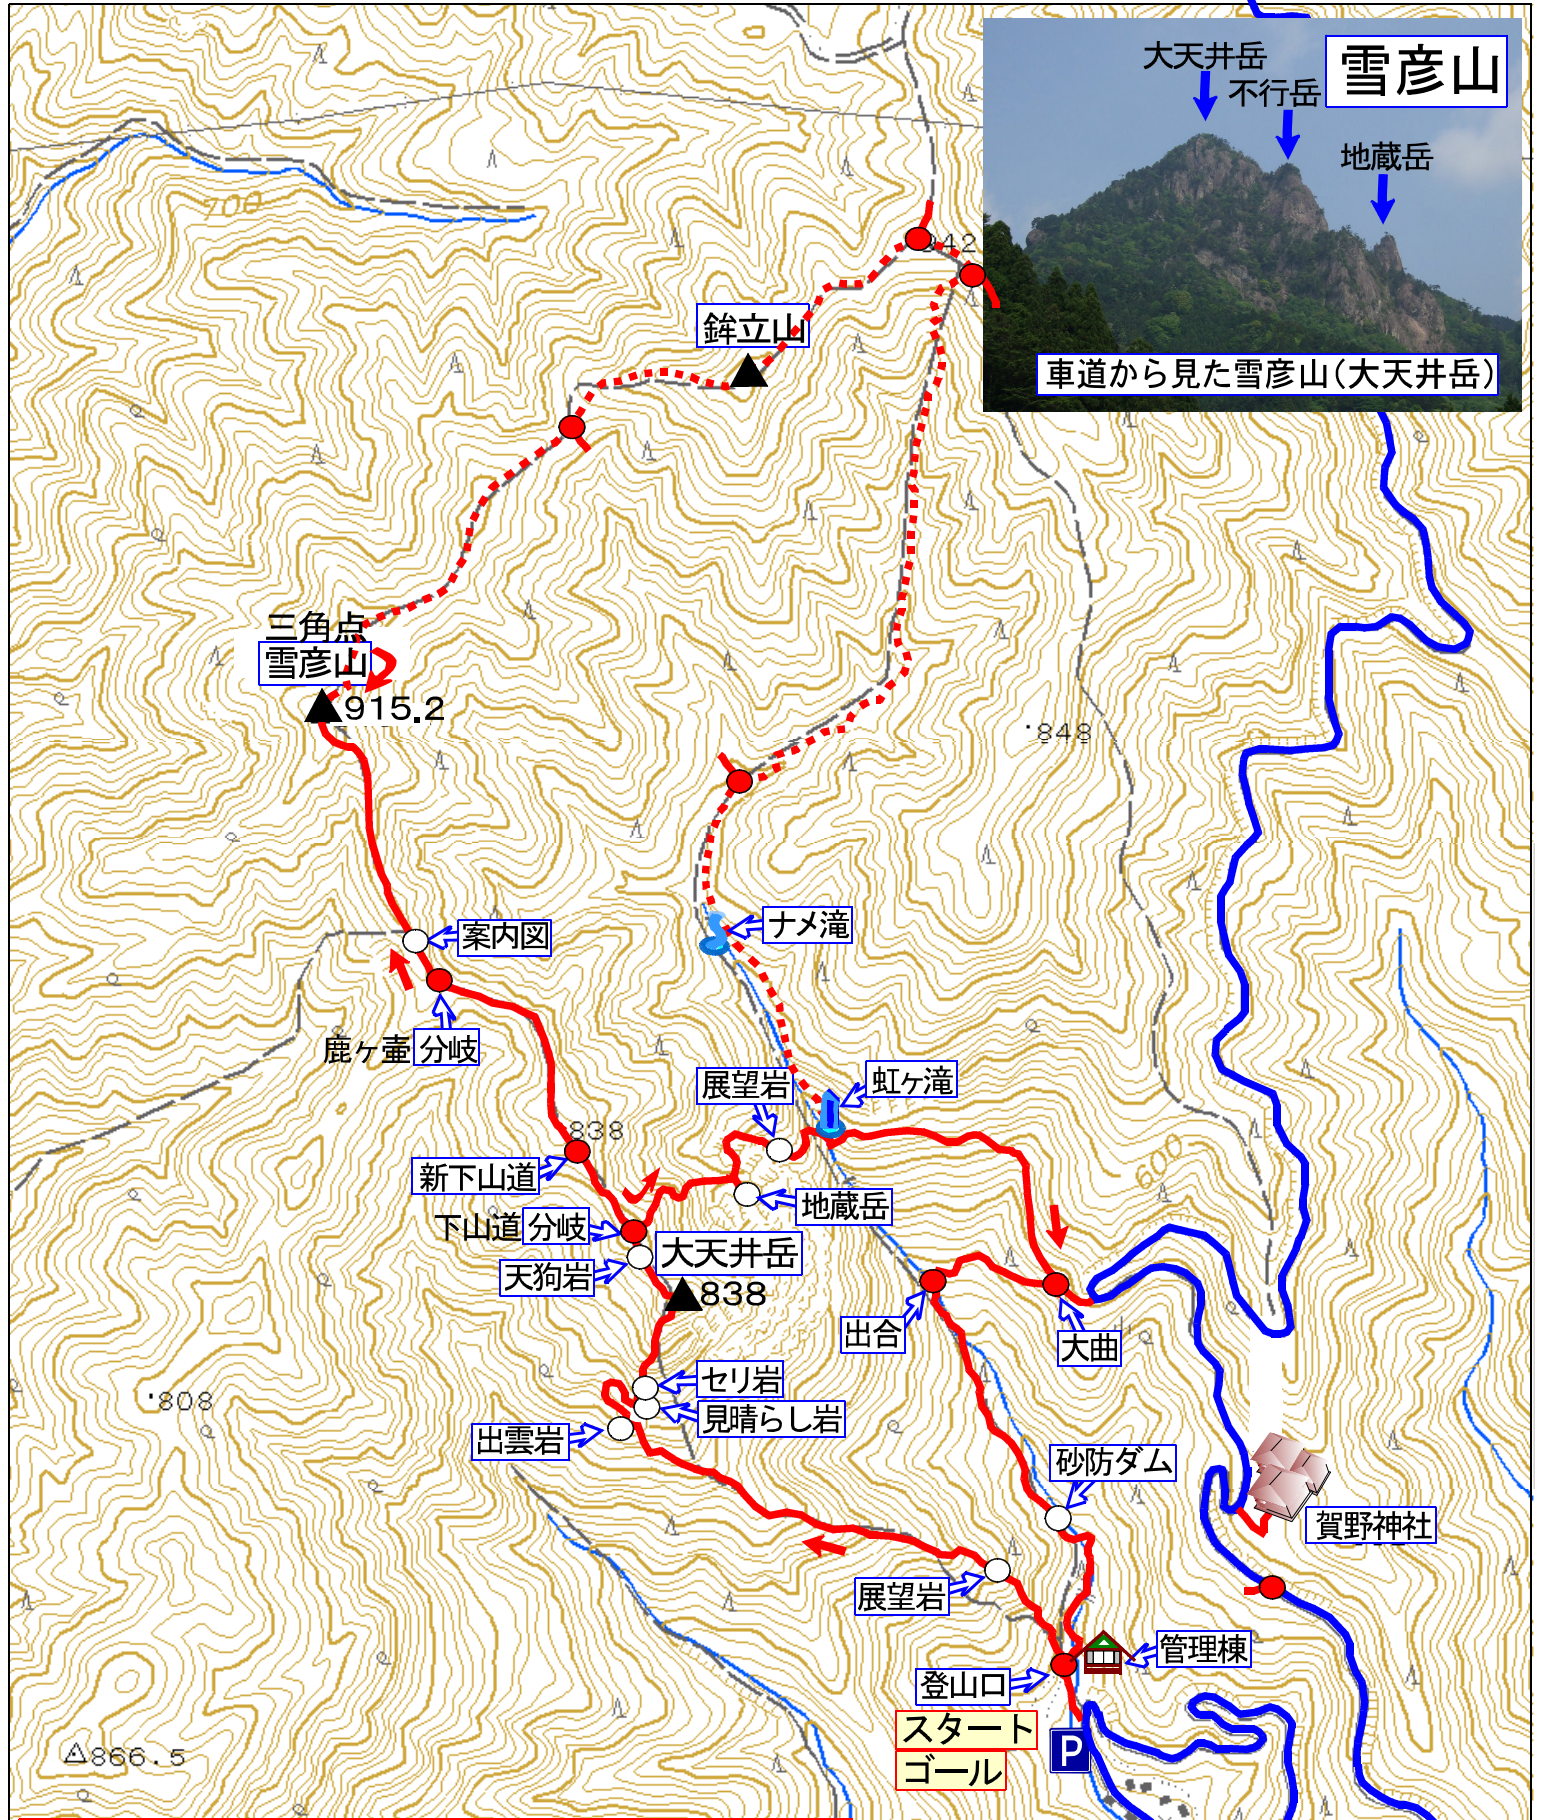 大天井岳
不行岳
雪彦山
地蔵岳
車道から見た雪彦山(大天井岳)
700
842
鉾立山
三角点
雪彦山
915.2
848
ナメ滝
案内図
鹿ヶ壷 分岐
展望岩
虹ヶ滝
838
600
新下山道
地蔵岳
下山道 分岐
大天井岳
天狗岩
838
出合
大曲
セリ岩
808
見晴らし岩
出雲岩
砂防ダム
賀野神社
展望岩
管理棟
登山口
スタート
ゴール
P
866.5